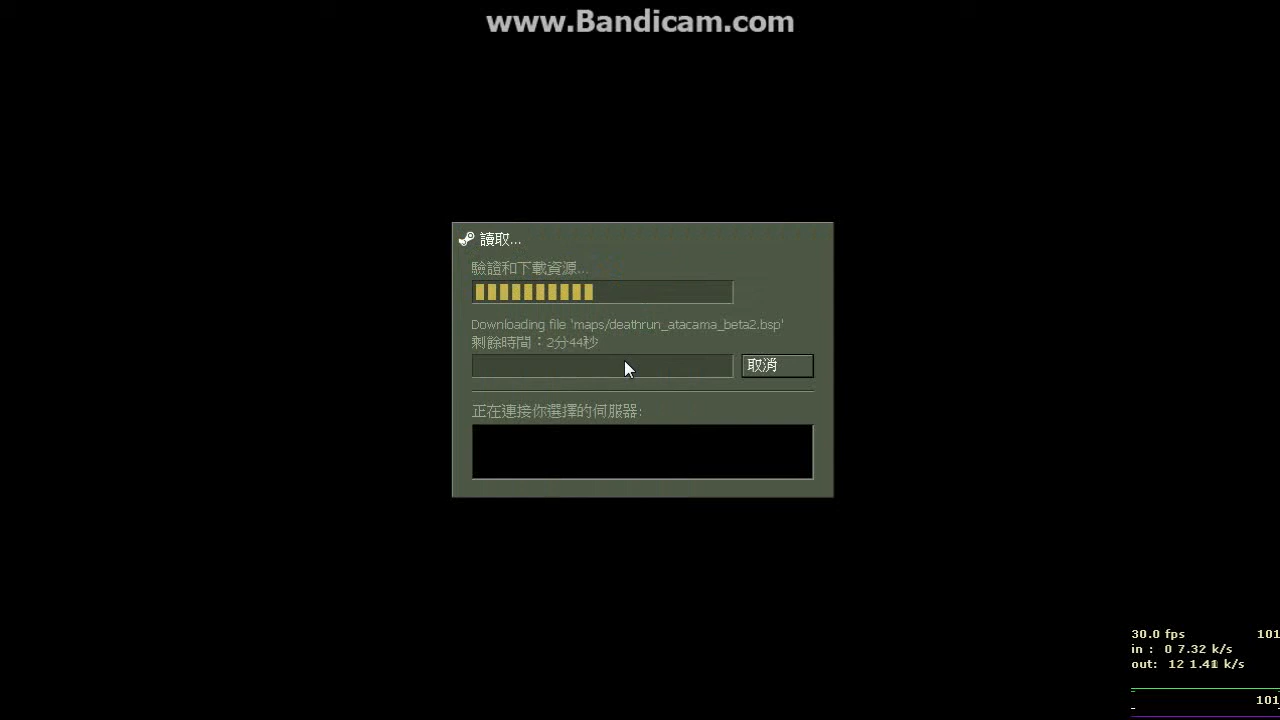 www.Bandicam.com
讀取...
驗證和下載資源...
Downloading file 'maps/deathrun_atacama_beta2.bsp'
剩餘時間：2分44秒
取消
正在連接你選擇的伺服器:
30.0 fps 101
in : 0 7.32 k/s
out: 12 1.41 k/s
101